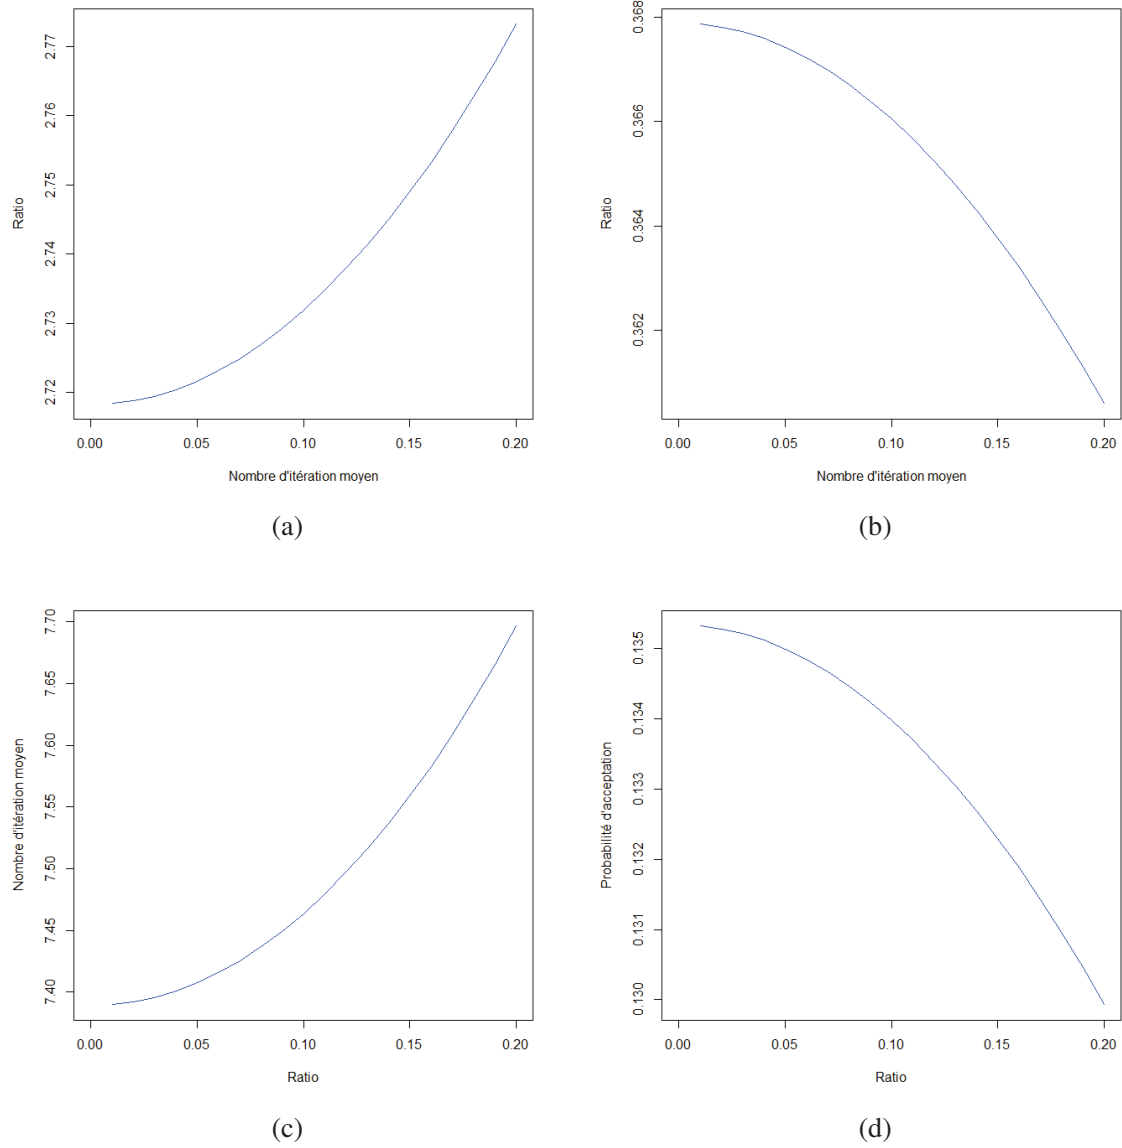 Ratio
2.72 2.73 2.74 2.75 2.76 2.77
0.00 0.05 0.10 0.15 0.20
Nombre d'itération moyen
(a)
Ratio
0.362 0.364 0.366 0.368
0.00 0.05 0.10 0.15 0.20
Nombre d'itération moyen
(b)
Nombre d'itération moyen
7.40 7.45 7.50 7.55 7.60 7.65 7.70
0.00 0.05 0.10 0.15 0.20
Ratio
(c)
Probabilité d'acceptation
0.130 0.131 0.132 0.133 0.134 0.135
0.00 0.05 0.10 0.15 0.20
Ratio
(d)